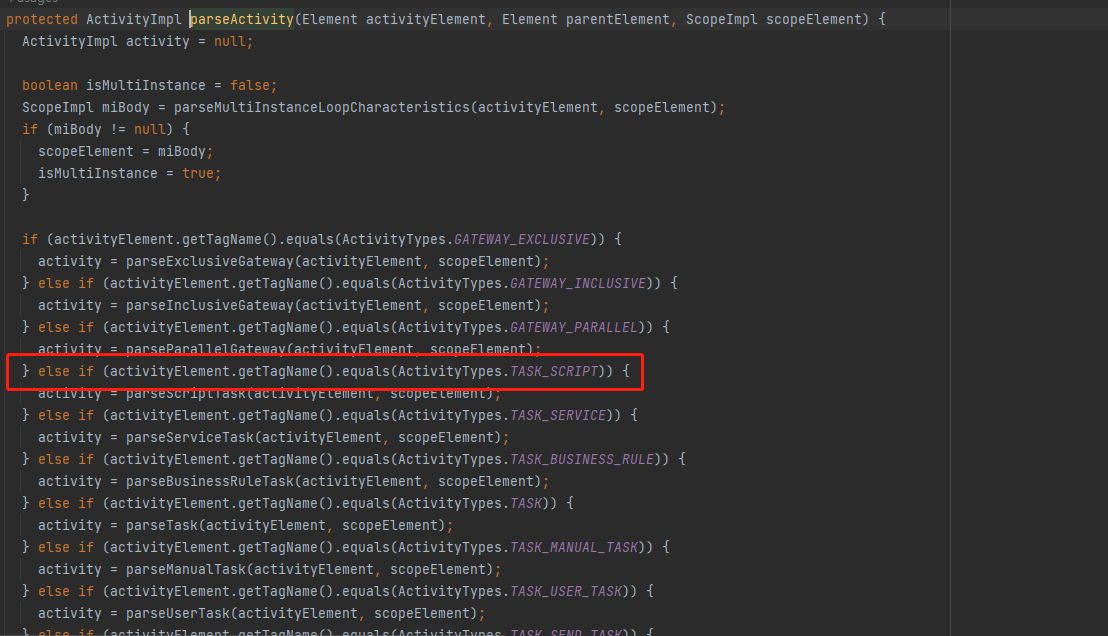 protected ActivityImpl parseActivity(Element activityElement, Element parentElement, ScopeImpl scopeElement) {
ActivityImpl activity = null;
boolean isMultiInstance = false;
ScopeImpl miBody = parseMultiInstanceLoopCharacteristics(activityElement, scopeElement);
if (miBody != null) {
scopeElement = miBody;
isMultiInstance = true;
}
if (activityElement.getTagName().equals(ActivityTypes.GATEWAY_EXCLUSIVE)) {
activity = parseExclusiveGateway(activityElement, scopeElement);
} else if (activityElement.getTagName().equals(ActivityTypes.GATEWAY_INCLUSIVE)) {
activity = parseInclusiveGateway(activityElement, scopeElement);
} else if (activityElement.getTagName().equals(ActivityTypes.GATEWAY_PARALLEL)) {
activity = parseParallelGateway(activityElement, scopeElement);
} else if (activityElement.getTagName().equals(ActivityTypes.TASK_SCRIPT)) {
activity = parseScriptTask(activityElement, scopeElement);
} else if (activityElement.getTagName().equals(ActivityTypes.TASK_SERVICE)) {
activity = parseServiceTask(activityElement, scopeElement);
} else if (activityElement.getTagName().equals(ActivityTypes.TASK_BUSINESS_RULE)) {
activity = parseBusinessRuleTask(activityElement, scopeElement);
} else if (activityElement.getTagName().equals(ActivityTypes.TASK)) {
activity = parseTask(activityElement, scopeElement);
} else if (activityElement.getTagName().equals(ActivityTypes.TASK_MANUAL_TASK)) {
activity = parseManualTask(activityElement, scopeElement);
} else if (activityElement.getTagName().equals(ActivityTypes.TASK_USER_TASK)) {
activity = parseUserTask(activityElement, scopeElement);
} else if (activityElement.getTagName().equals(ActivityTypes.TASK_SEND_TASK)) {